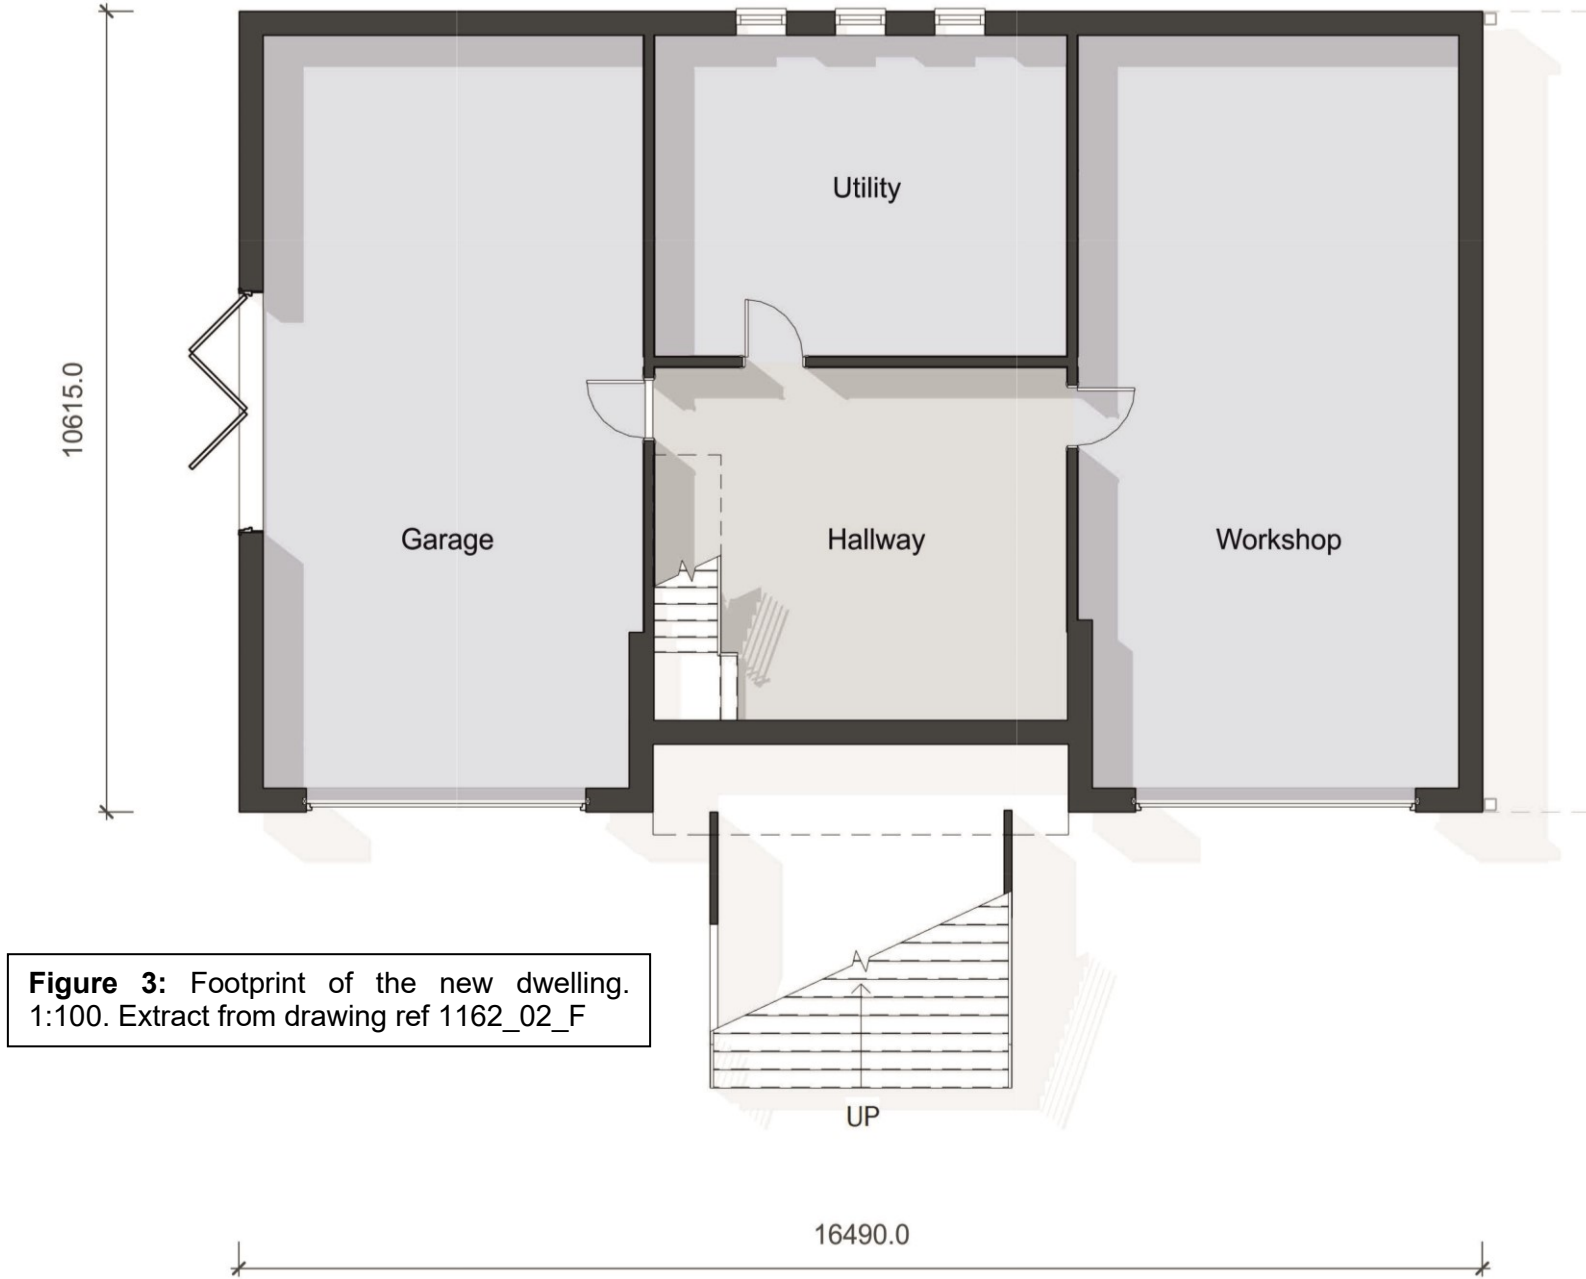 Utility
10615.0
Garage
Hallway
Workshop
Figure 3: Footprint of the new dwelling.
1:100. Extract from drawing ref 1162_02_F
UP
16490.0